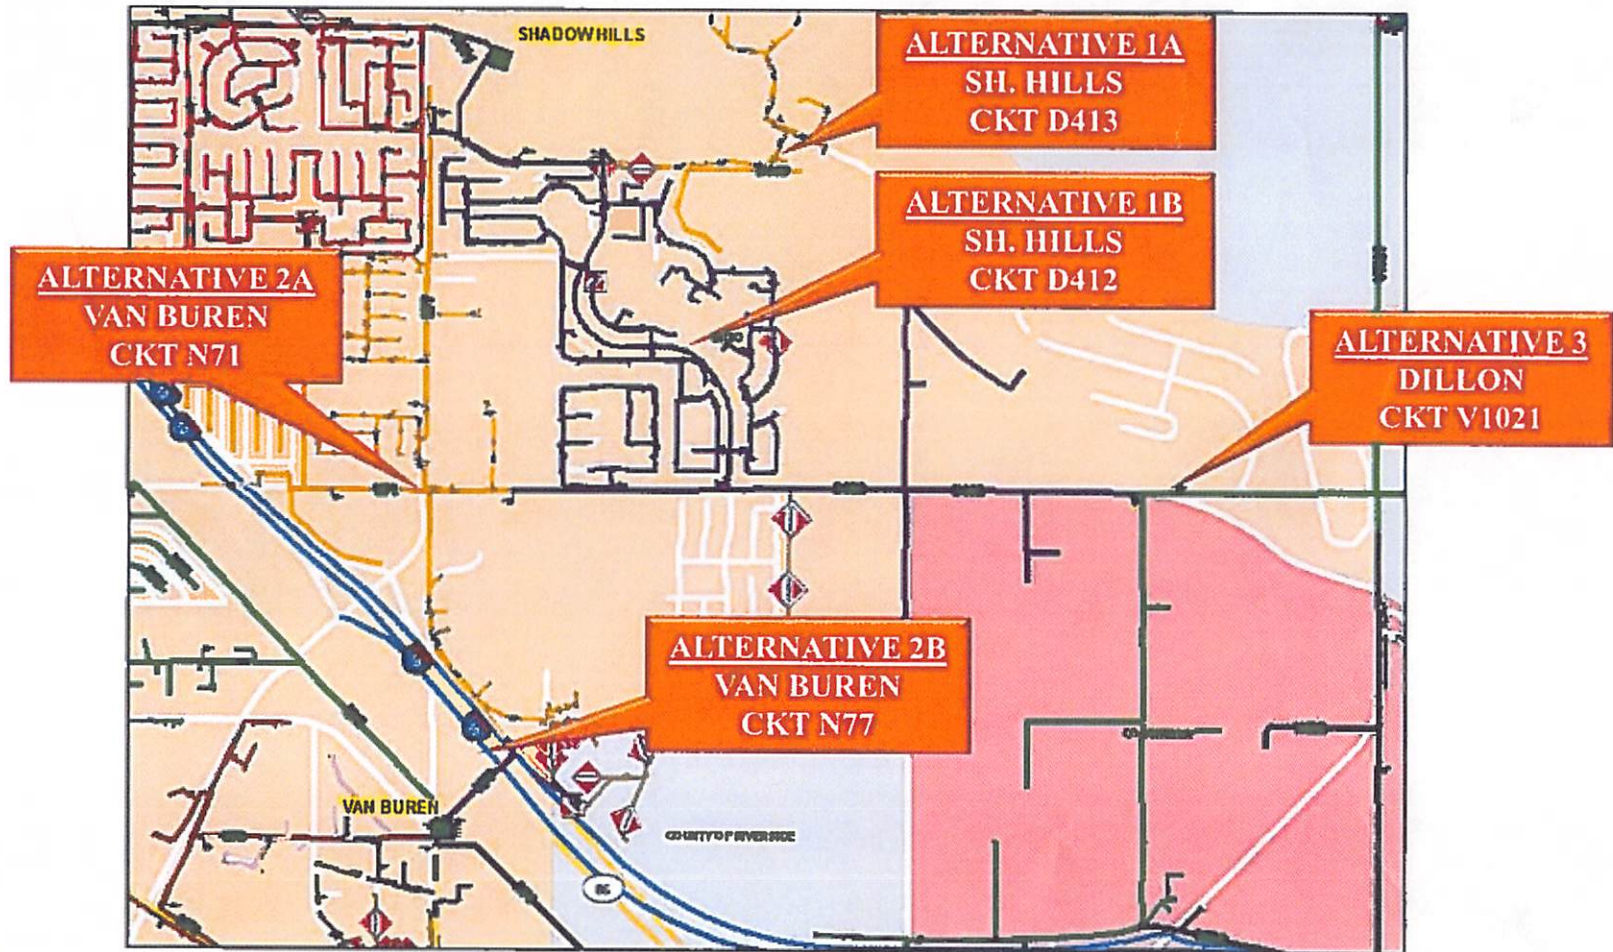 SHADOW HILLS
ALTERNATIVE 1A
SH. HILLS
CKT D413
ALTERNATIVE 1B
SH. HILLS
CKT D412
ALTERNATIVE 2A
VAN BUREN
CKT N71
ALTERNATIVE 3
DILLON
CKT V1021
ALTERNATIVE 2B
VAN BUREN
CKT N77
VAN BUREN
COUNTY OF RIVERSIDE
86